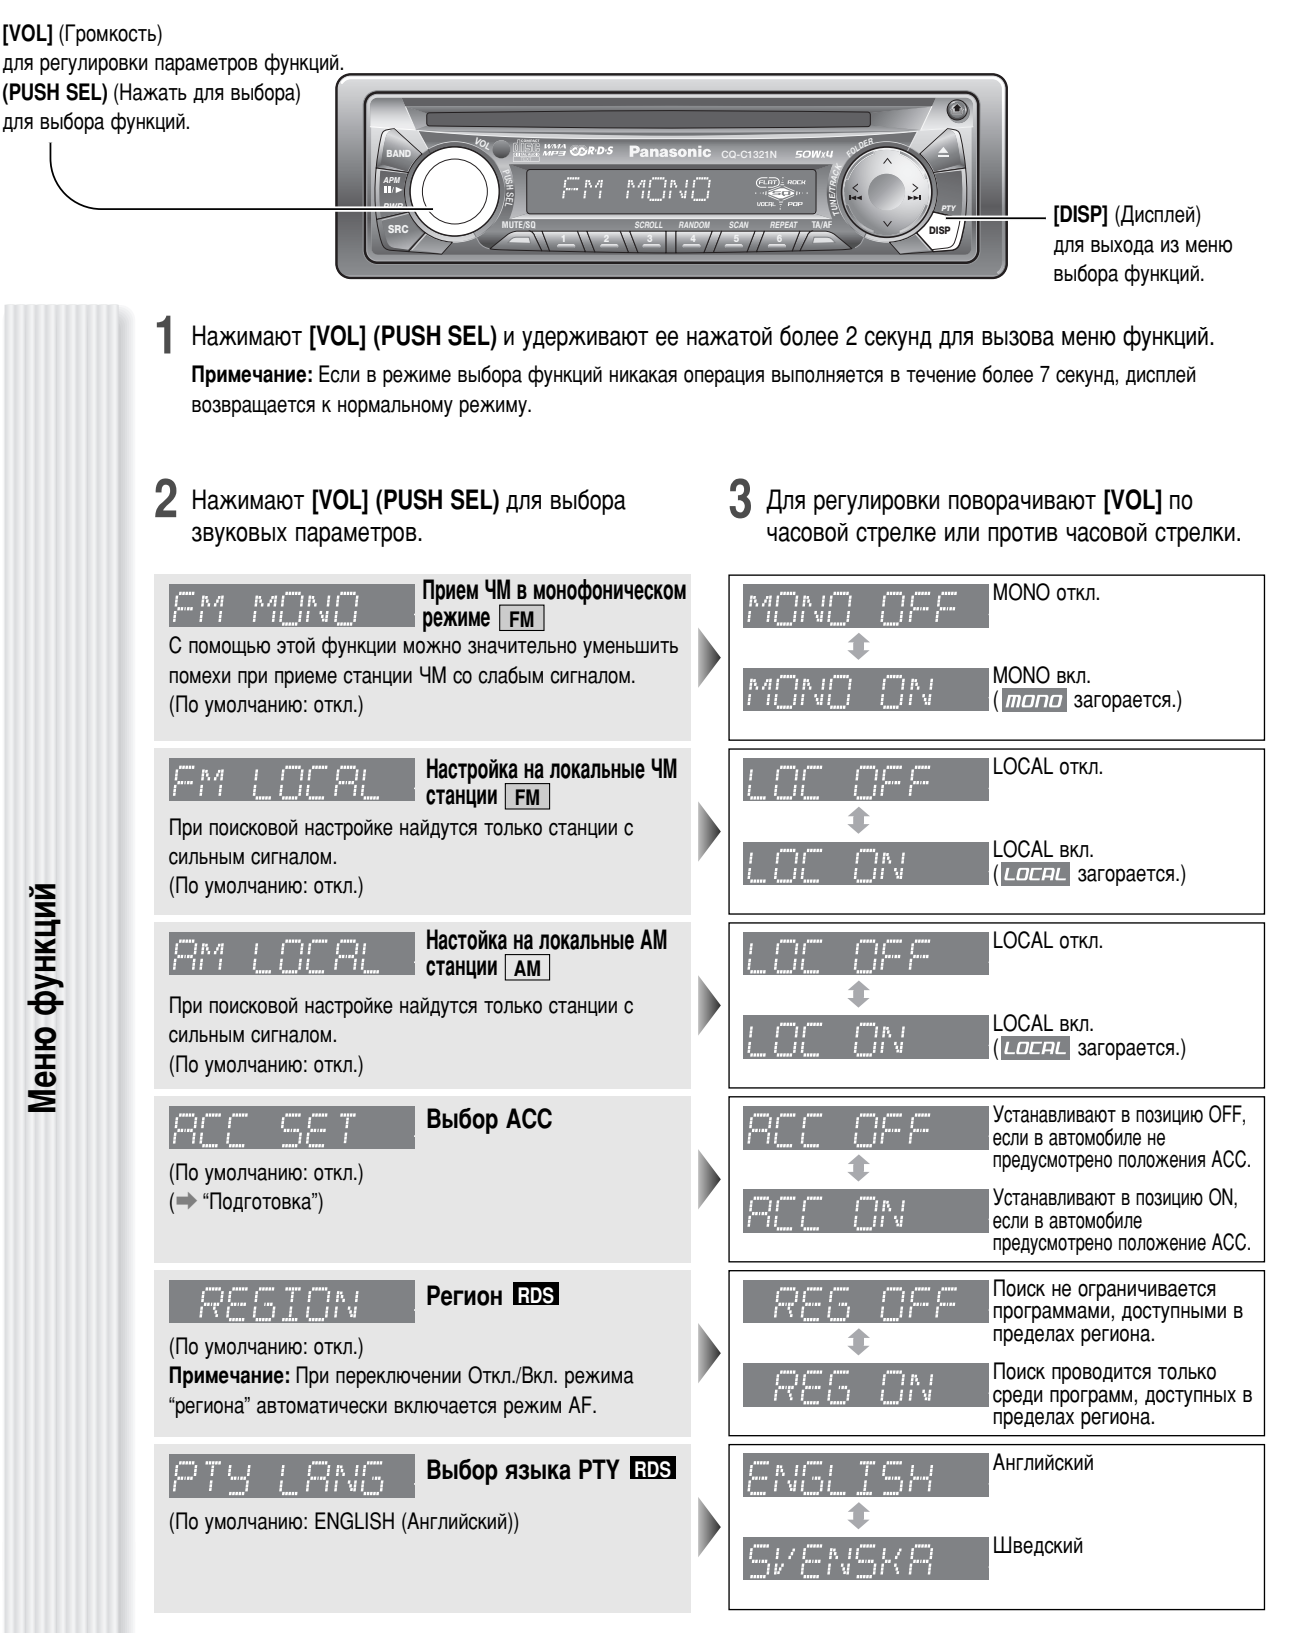 [VOL] (Громкость)
для регулировки параметров функций.
(PUSH SEL) (Нажать для выбора)
для выбора функций.
BAND
APM
SRC
VOL
PUSH SEL
WMA
MP3
R·D·S
Panasonic CQ-C1321N 50Wx4
FM MONO
FLAT ROCK
SQ
VOCAL POP
MUTE/SQ SCROLL RANDOM SCAN REPEAT TA/AF
1 2 3 4 5 6
TUNE/TRACK
FOLDER
PTY
DISP
[DISP] (Дисплей)
для выхода из меню
выбора функций.
Меню функций
1 Нажимают [VOL] (PUSH SEL) и удерживают ее нажатой более 2 секунд для вызова меню функций.
Примечание: Если в режиме выбора функций никакая операция выполняется в течение более 7 секунд, дисплей
возвращается к нормальному режиму.
2 Нажимают [VOL] (PUSH SEL) для выбора
звуковых параметров.
3 Для регулировки поворачивают [VOL] по
часовой стрелке или против часовой стрелки.
FM MONO
Прием ЧМ в монофоническом
режиме FM
С помощью этой функции можно значительно уменьшить
помехи при приеме станции ЧМ со слабым сигналом.
(По умолчанию: откл.)
MONO OFF
MONO откл.
MONO ON
MONO вкл.
( mono загорается.)
FM LOCAL
Настройка на локальные ЧМ
станции FM
При поисковой настройке найдутся только станции с
сильным сигналом.
(По умолчанию: откл.)
LOC OFF
LOCAL откл.
LOC ON
LOCAL вкл.
( LOCAL загорается.)
AM LOCAL
Настойка на локальные АМ
станции AM
При поисковой настройке найдутся только станции с
сильным сигналом.
(По умолчанию: откл.)
LOC OFF
LOCAL откл.
LOC ON
LOCAL вкл.
( LOCAL загорается.)
ACC SET
Выбор ACC
(По умолчанию: откл.)
(➡ “Подготовка”)
ACC OFF
Устанавливают в позицию OFF,
если в автомобиле не
предусмотрено положения ACC.
ACC ON
Устанавливают в позицию ON,
если в автомобиле
предусмотрено положение ACC.
REGION
Регион RDS
(По умолчанию: откл.)
Примечание: При переключении Откл./Вкл. режима
“региона” автоматически включается режим AF.
REG OFF
Поиск не ограничивается
программами, доступными в
пределах региона.
REG ON
Поиск проводится только
среди программ, доступных в
пределах региона.
PTY LANG
Выбор языка PTY RDS
(По умолчанию: ENGLISH (Английский))
ENGLISH
Английский
SVENSKA
Шведский